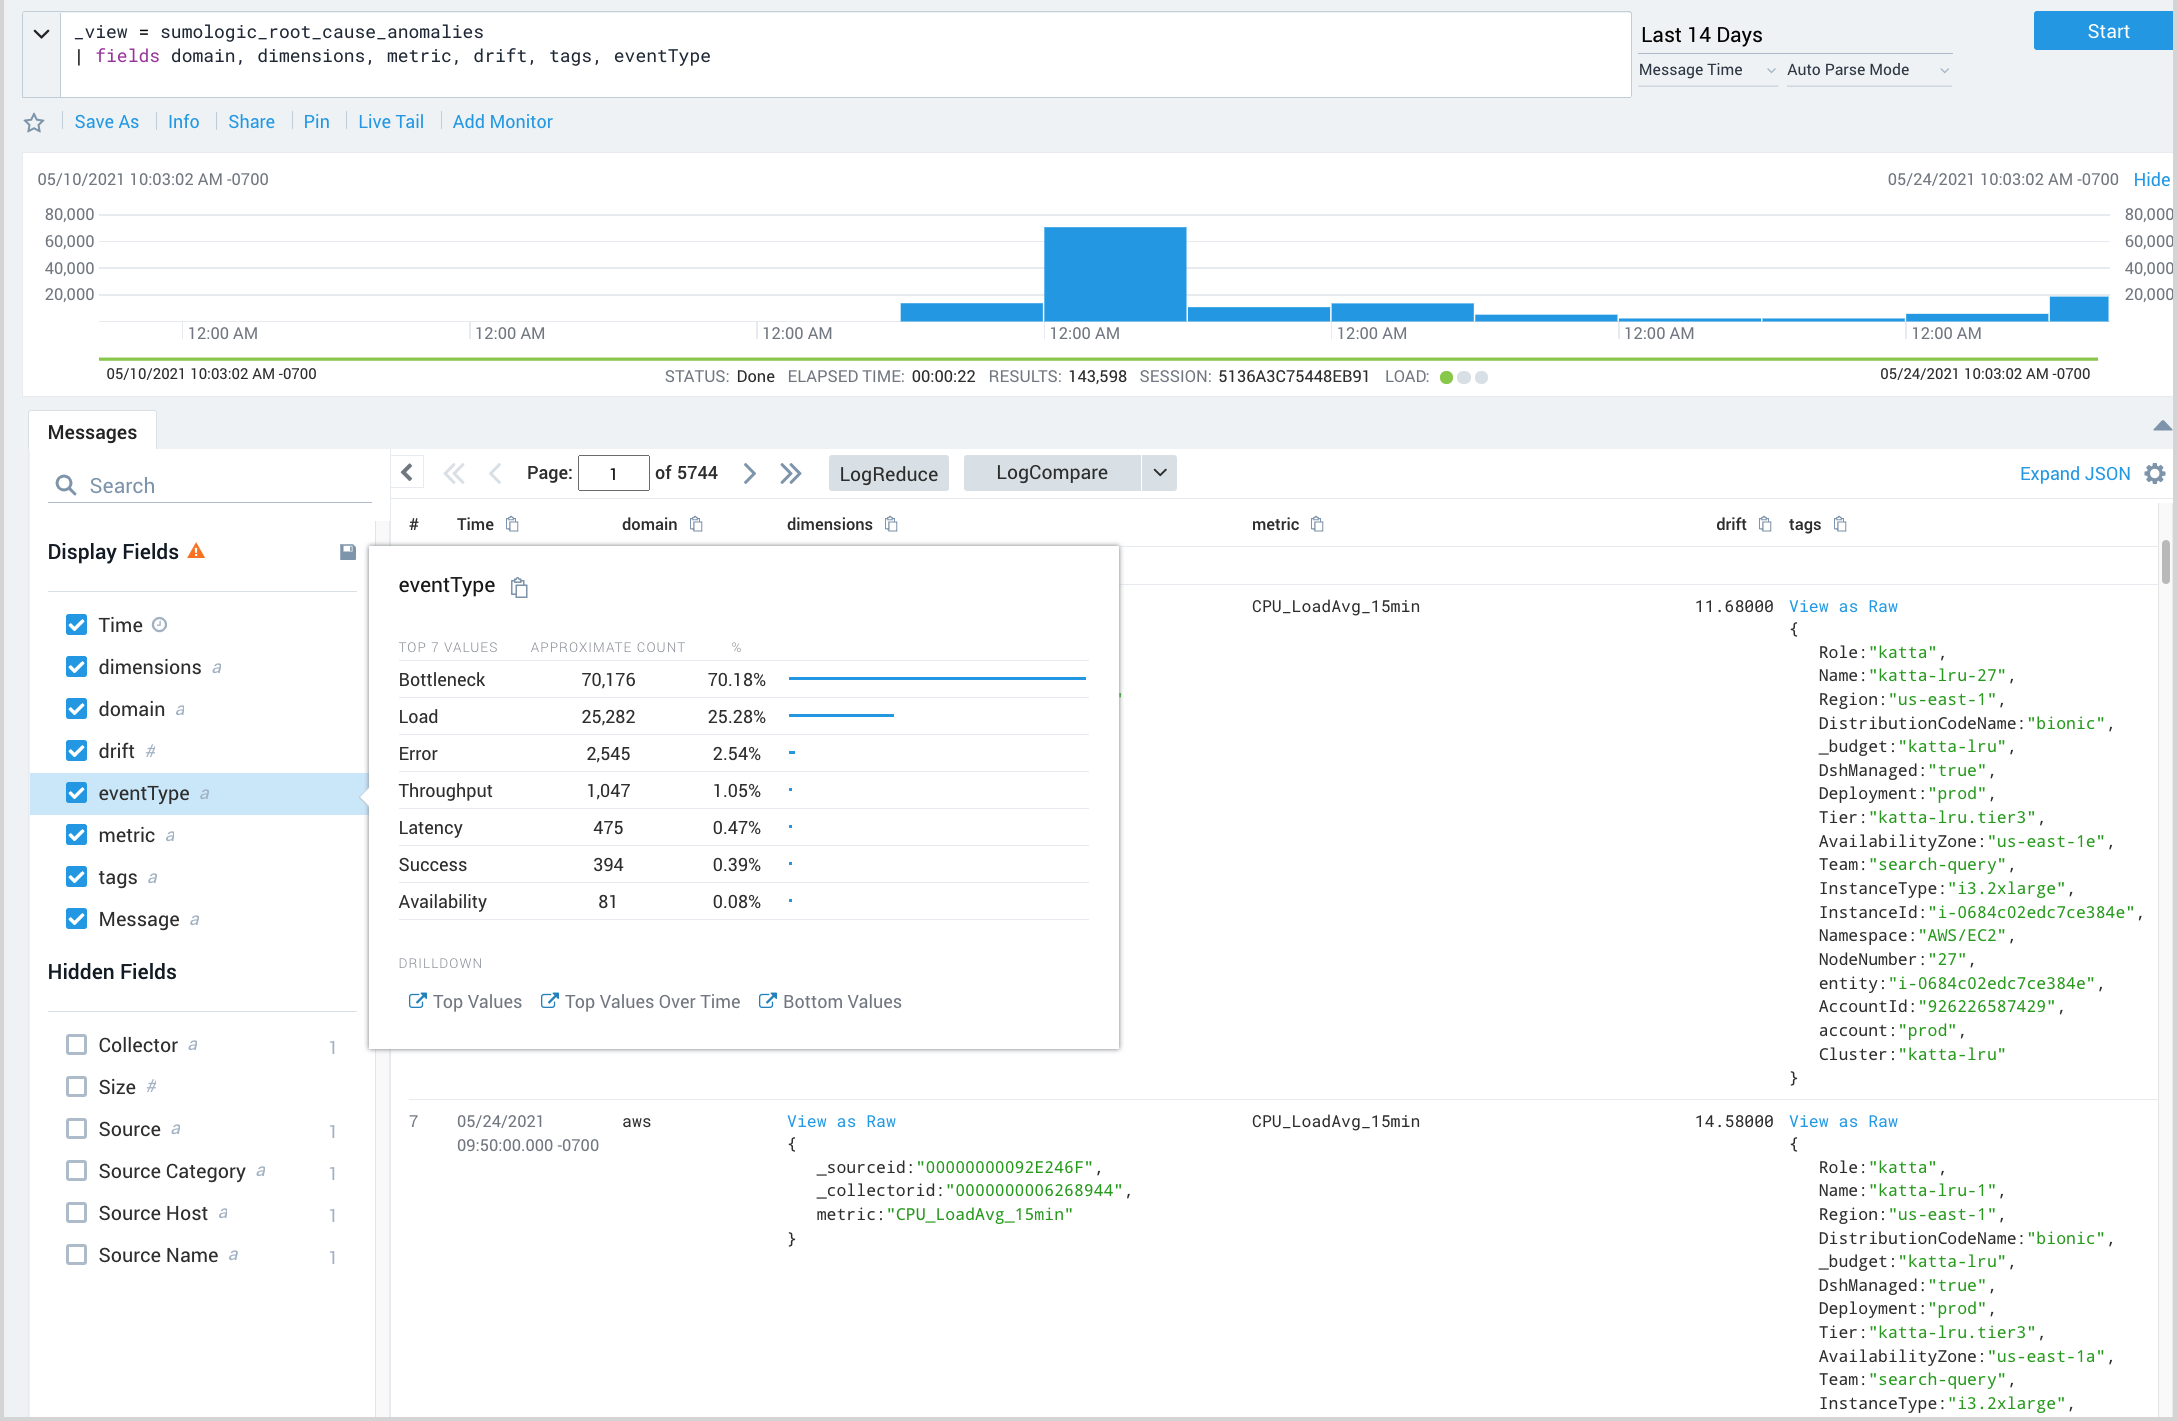 _view = sumologic_root_cause_anomalies
| fields domain, dimensions, metric, drift, tags, eventType
Last 14 Days
Start
Message Time
Auto Parse Mode
Save As
Info
Share
Pin
Live Tail
Add Monitor
05/10/2021 10:03:02 AM -0700
05/24/2021 10:03:02 AM -0700
Hide
80,000
60,000
40,000
20,000
80,000
60,000
40,000
20,000
12:00 AM
12:00 AM
12:00 AM
12:00 AM
12:00 AM
12:00 AM
12:00 AM
05/10/2021 10:03:02 AM -0700
STATUS: Done ELAPSED TIME: 00:00:22 RESULTS: 143,598 SESSION: 5136A3C75448EB91 LOAD:
05/24/2021 10:03:02 AM -0700
Messages
Search
Page: 1 of 5744
LogReduce
LogCompare
Expand JSON
# Time domain dimensions metric drift tags
Display Fields
Time
dimensions a
domain a
drift #
eventType a
metric a
tags a
Message a
Hidden Fields
Collector a 1
Size #
Source a 1
Source Category a 1
Source Host a 1
Source Name a 1
eventType
TOP 7 VALUES APPROXIMATE COUNT %
Bottleneck 70,176 70.18%
Load 25,282 25.28%
Error 2,545 2.54%
Throughput 1,047 1.05%
Latency 475 0.47%
Success 394 0.39%
Availability 81 0.08%
DRILLDOWN
Top Values
Top Values Over Time
Bottom Values
CPU_LoadAvg_15min
11.68000
View as Raw
{
Role:"katta",
Name:"katta-lru-27",
Region:"us-east-1",
DistributionCodeName:"bionic",
_budget:"katta-lru",
DshManaged:"true",
Deployment:"prod",
Tier:"katta-lru.tier3",
AvailabilityZone:"us-east-1e",
Team:"search-query",
InstanceType:"i3.2xlarge",
InstanceId:"i-0684c02edc7ce384e",
Namespace:"AWS/EC2",
NodeNumber:"27",
entity:"i-0684c02edc7ce384e",
AccountId:"926226587429",
account:"prod",
Cluster:"katta-lru"
}
7
05/24/2021
09:50:00.000 -0700
aws
View as Raw
{
_sourceid:"00000000092E246F",
_collectorid:"0000000006268944",
metric:"CPU_LoadAvg_15min"
}
CPU_LoadAvg_15min
14.58000
View as Raw
{
Role:"katta",
Name:"katta-lru-1",
Region:"us-east-1",
DistributionCodeName:"bionic",
_budget:"katta-lru",
DshManaged:"true",
Deployment:"prod",
Tier:"katta-lru.tier3",
AvailabilityZone:"us-east-1a",
Team:"search-query",
InstanceType:"i3.2xlarge",